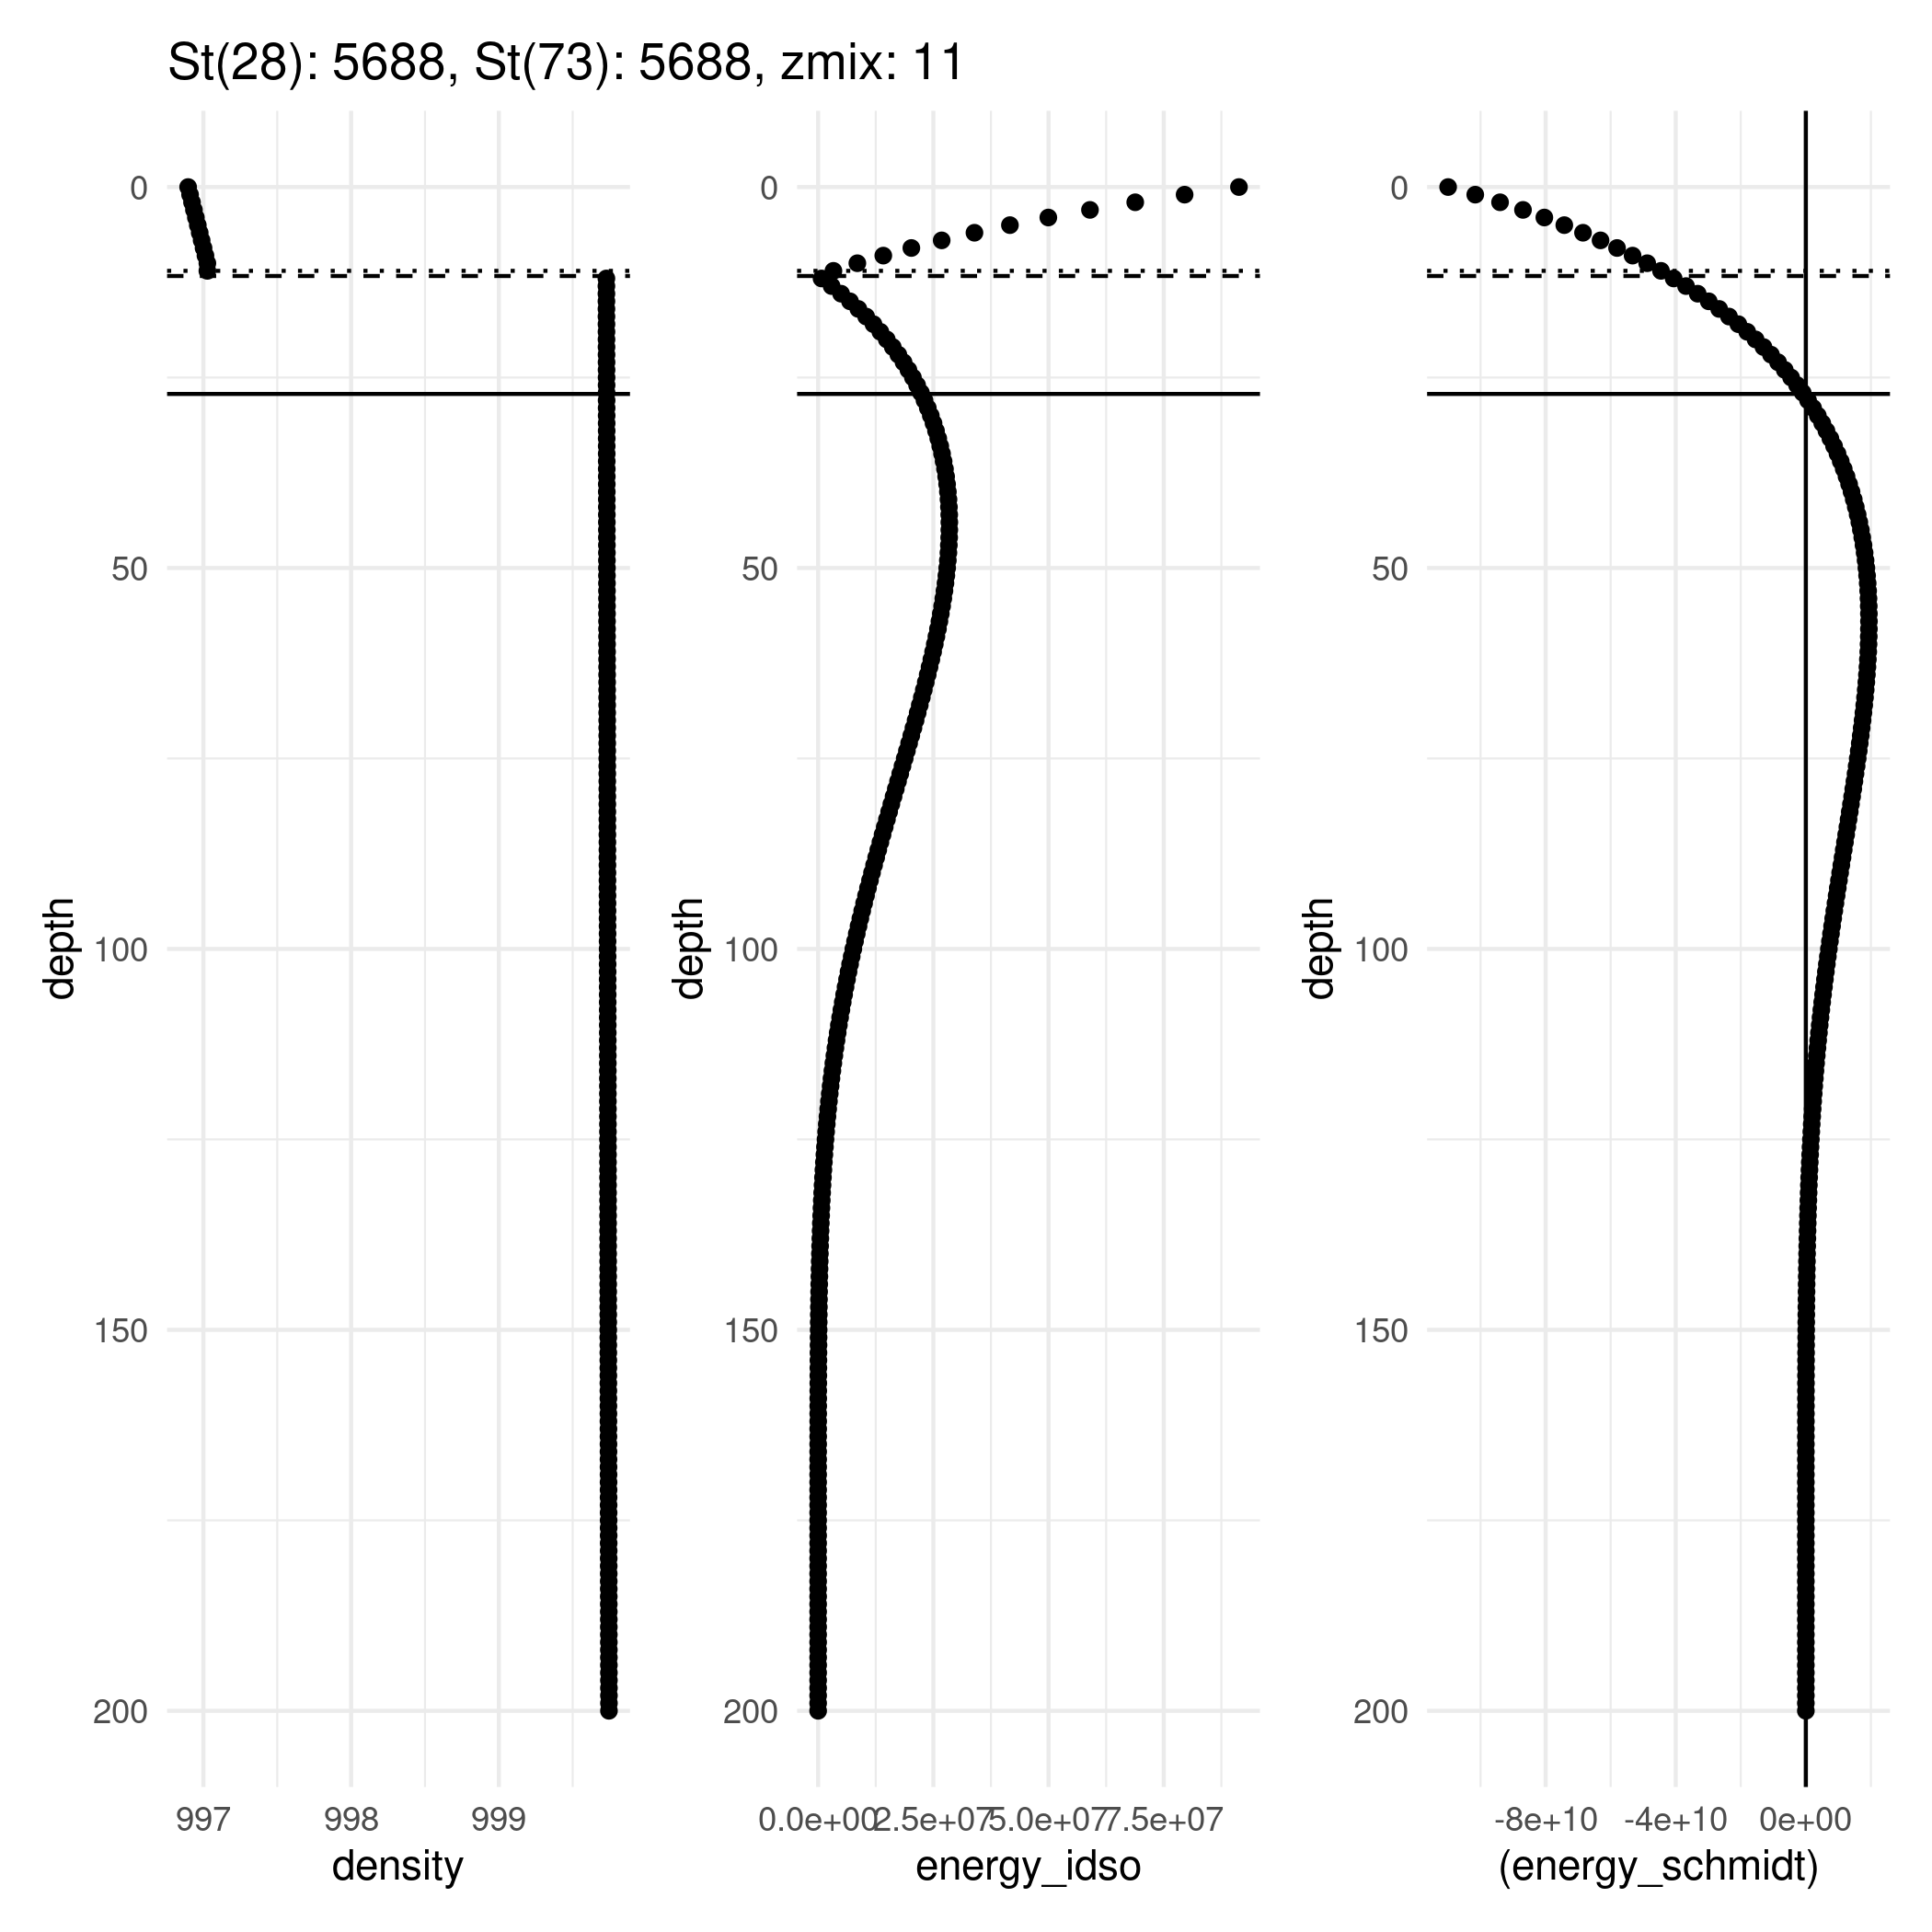 St(28): 5688, St(73): 5688, zmix: 11
depth
0
50
100
150
200
997 998 999
density
depth
0
50
100
150
200
0.0e+00 2.5e+07 5.0e+07 7.5e+07
energy_idso
depth
0
50
100
150
200
-8e+10 -4e+10 0e+00
(energy_schmidt)